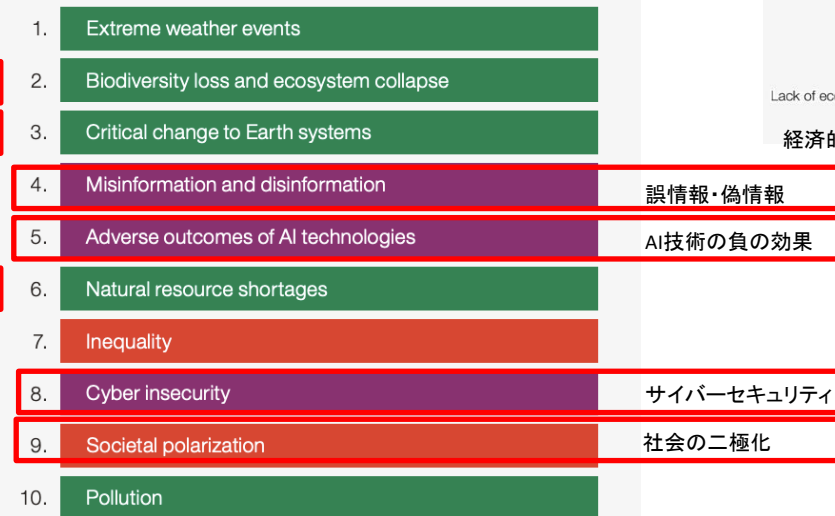 1. Extreme weather events
2. Biodiversity loss and ecosystem collapse
Lack of ec
3. Critical change to Earth systems
経済的
4. Misinformation and disinformation
誤情報・偽情報
5. Adverse outcomes of AI technologies
AI技術の負の効果
6. Natural resource shortages
7. Inequality
8. Cyber insecurity
サイバーセキュリティ
9. Societal polarization
社会の二極化
10. Pollution